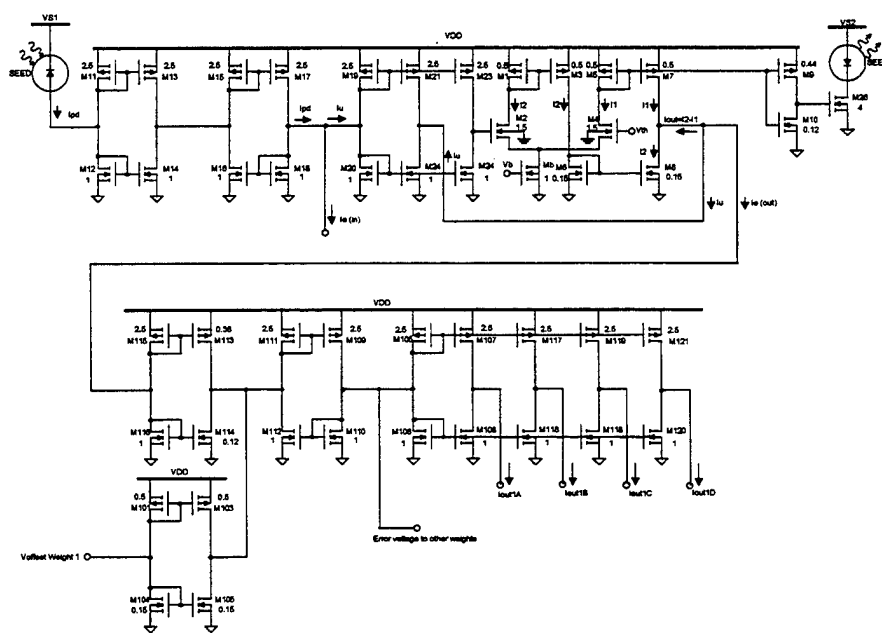 VS1
VDD
VS2
SEED
SEE
2.5 2.5 2.5 2.5 2.5 2.5 2.5 0.5 0.5 0.5 0.5 0.44
M11 M13 M15 M17 M19 M21 M23 M1 M3 M5 M7 M9
Ipd
Ipd Iu
I2 I2 I1 I1 Iout=I2-I1
M2 1.5 M4 1.5 Vth
M10 0.12
M26 4
Iu
I2
Vb Mb 1
M12 1 M14 1 M16 1 M18 1 M20 1 M24 1 M24 1 M6 0.15 M8 0.15
Ie (in)
Iu Ie (out)
VDD
2.5 0.36 2.5 2.5 2.5 2.5 2.5 2.5 2.5
M115 M113 M111 M109 M107 M117 M119 M121
M116 1 M114 0.12 M112 1 M110 1 M108 1 M108 1 M118 1 M118 1 M120 1
VDD
Iout1A Iout1B Iout1C Iout1D
0.5 0.5
M101 M103
Error voltage to other weights
Voffset Weight 1
M104 M105
0.15 0.15